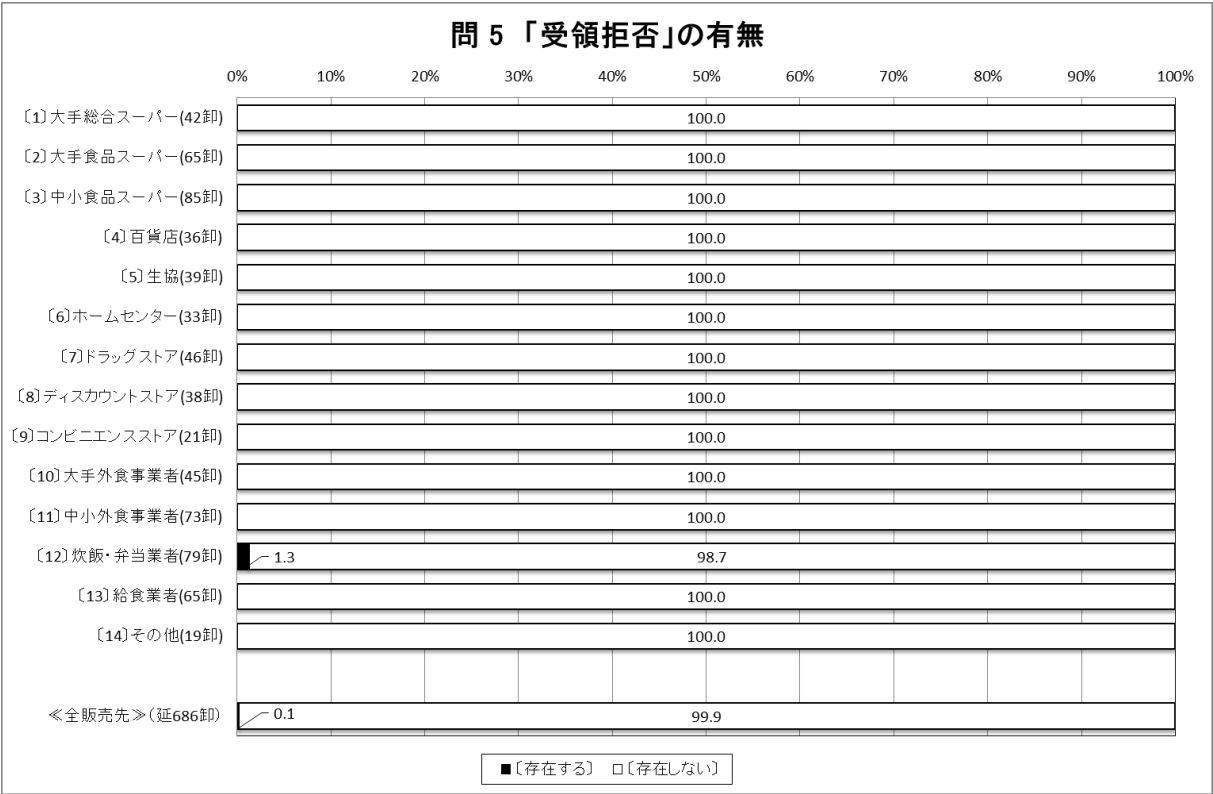 問 5 「受領拒否」の有無
0% 10% 20% 30% 40% 50% 60% 70% 80% 90% 100%
〔1〕大手総合スーパー(42卸) 100.0
〔2〕大手食品スーパー(65卸) 100.0
〔3〕中小食品スーパー(85卸) 100.0
〔4〕百貨店(36卸) 100.0
〔5〕生協(39卸) 100.0
〔6〕ホームセンター(33卸) 100.0
〔7〕ドラッグストア(46卸) 100.0
〔8〕ディスカウントストア(38卸) 100.0
〔9〕コンビニエンスストア(21卸) 100.0
〔10〕大手外食事業者(45卸) 100.0
〔11〕中小外食事業者(73卸) 100.0
〔12〕炊飯・弁当業者(79卸) 1.3 98.7
〔13〕給食業者(65卸) 100.0
〔14〕その他(19卸) 100.0
≪全販売先≫(延686卸) 0.1 99.9
■〔存在する〕 □〔存在しない〕